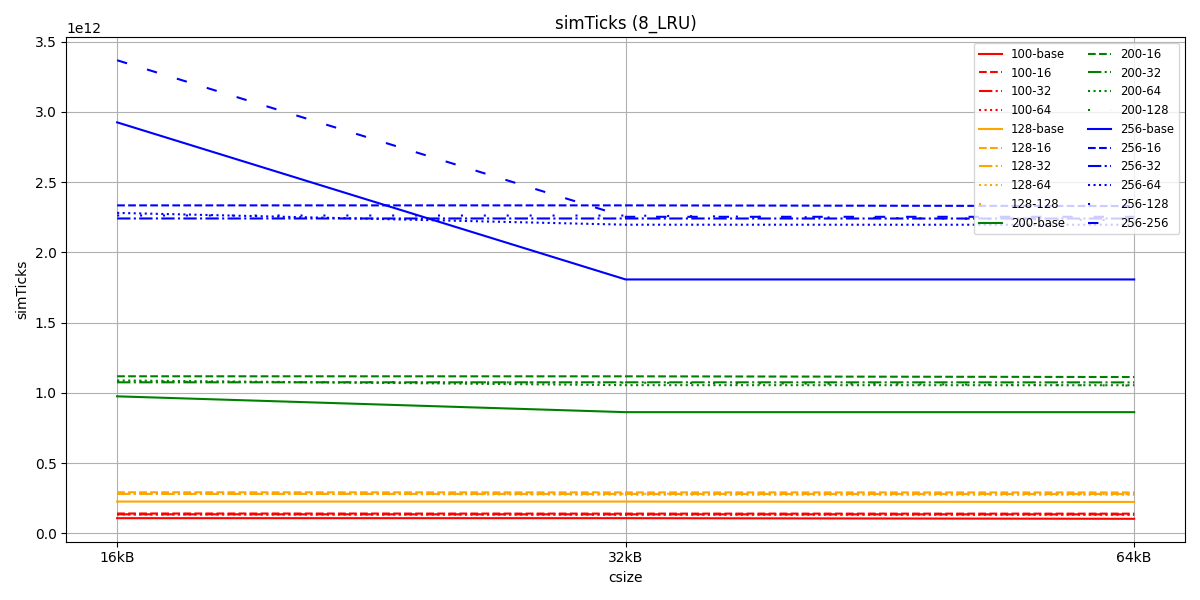 simTicks (8_LRU)
1e12
3.5
3.0
2.5
2.0
1.5
1.0
0.5
0.0
simTicks
16kB
32kB
64kB
csize
100-base
100-16
100-32
100-64
128-base
128-16
128-32
128-64
128-128
200-base
200-16
200-32
200-64
200-128
256-base
256-16
256-32
256-64
256-128
256-256